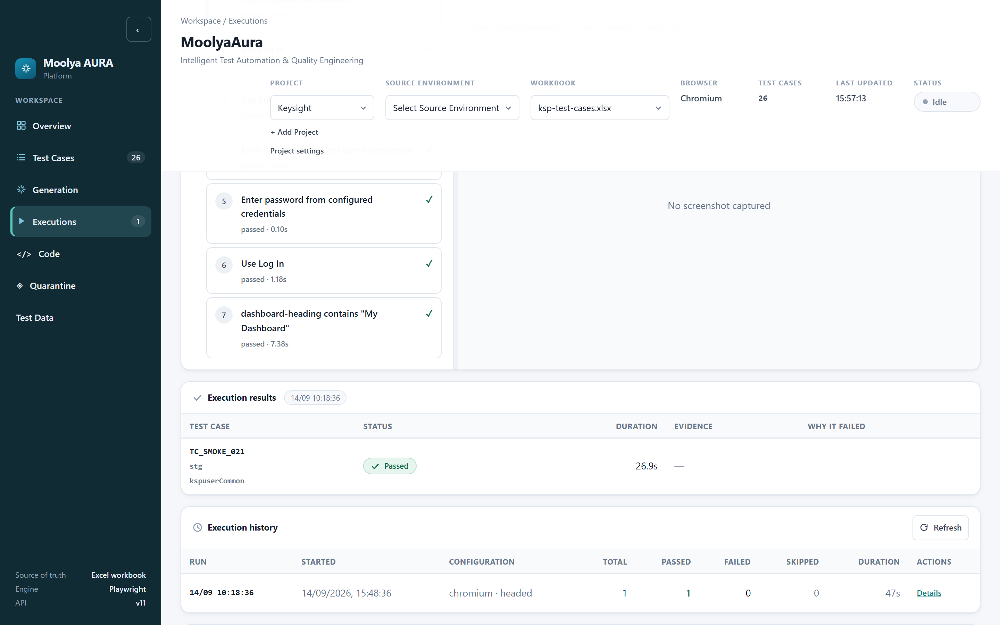 ‹
Moolya AURA
Platform
WORKSPACE
Overview
Test Cases 26
Generation
Executions 1
</> Code
Quarantine
Test Data
Source of truth Excel workbook
Engine Playwright
API v11
Workspace / Executions
MoolyaAura
Intelligent Test Automation & Quality Engineering
PROJECT SOURCE ENVIRONMENT WORKBOOK BROWSER TEST CASES LAST UPDATED STATUS
Keysight Select Source Environment ksp-test-cases.xlsx Chromium 26 15:57:13 Idle
+ Add Project
Project settings
5 Enter password from configured
credentials
passed · 0.10s
6 Use Log In
passed · 1.18s
7 dashboard-heading contains "My
Dashboard"
passed · 7.38s
No screenshot captured
Execution results 14/09 10:18:36
TEST CASE STATUS DURATION EVIDENCE WHY IT FAILED
TC_SMOKE_021
stg
kspuserCommon
Passed 26.9s —
Execution history Refresh
RUN STARTED CONFIGURATION TOTAL PASSED FAILED SKIPPED DURATION ACTIONS
14/09 10:18:36 14/09/2026, 15:48:36 chromium · headed 1 1 0 0 47s Details